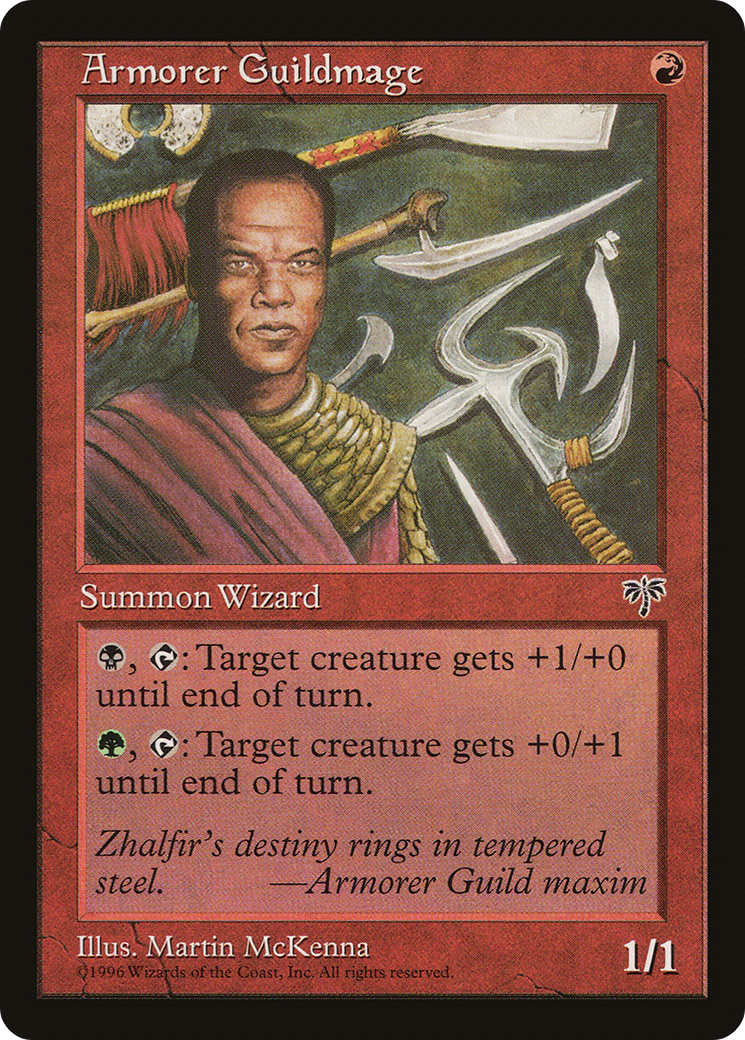 Armorer Guildmage
Summon Wizard
, : Target creature gets +1/+0
until end of turn.
, : Target creature gets +0/+1
until end of turn.
Zhalfir's destiny rings in tempered
steel. —Armorer Guild maxim
Illus. Martin McKenna
©1996 Wizards of the Coast, Inc. All rights reserved.
1/1